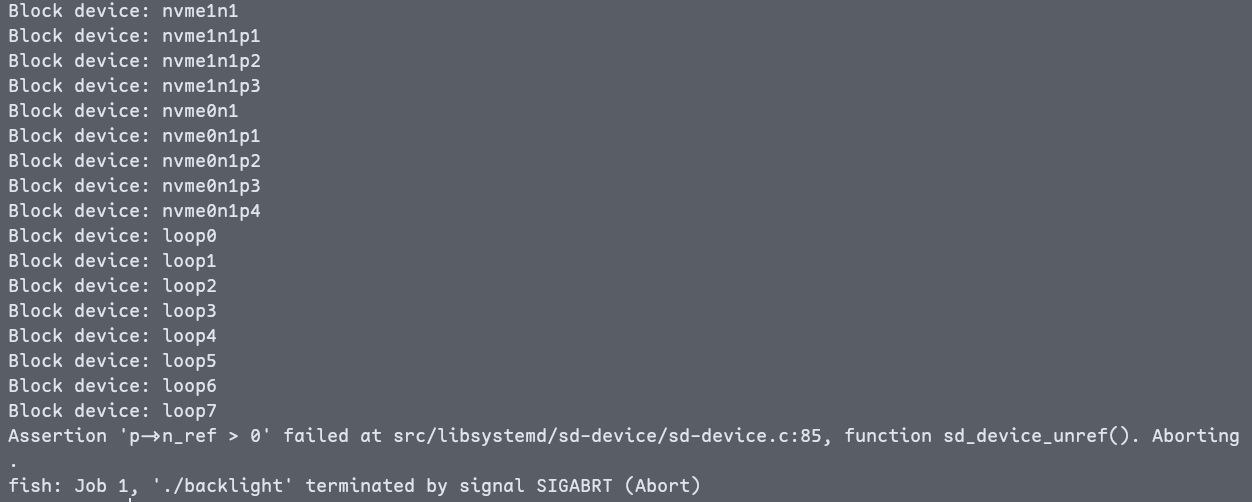 Block device: nvme1n1
Block device: nvme1n1p1
Block device: nvme1n1p2
Block device: nvme1n1p3
Block device: nvme0n1
Block device: nvme0n1p1
Block device: nvme0n1p2
Block device: nvme0n1p3
Block device: nvme0n1p4
Block device: loop0
Block device: loop1
Block device: loop2
Block device: loop3
Block device: loop4
Block device: loop5
Block device: loop6
Block device: loop7
Assertion 'p->n_ref > 0' failed at src/libsystemd/sd-device/sd-device.c:85, function sd_device_unref(). Aborting
.
fish: Job 1, './backlight' terminated by signal SIGABRT (Abort)